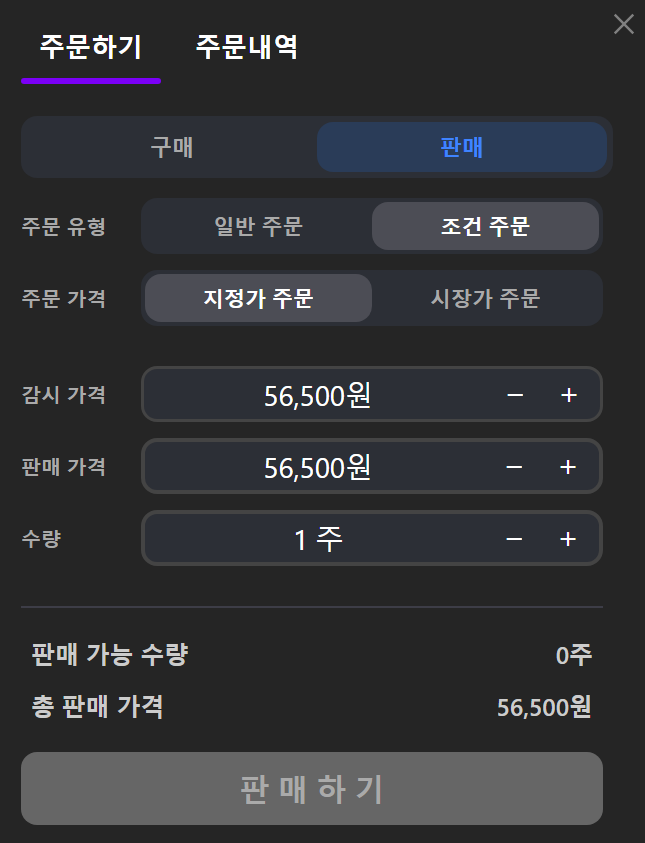 주문하기 주문내역
구매 판매
주문 유형 일반 주문 조건 주문
주문 가격 지정가 주문 시장가 주문
감시 가격 56,500원 − +
판매 가격 56,500원 − +
수량 1 주 − +
판매 가능 수량 0주
총 판매 가격 56,500원
판매하기